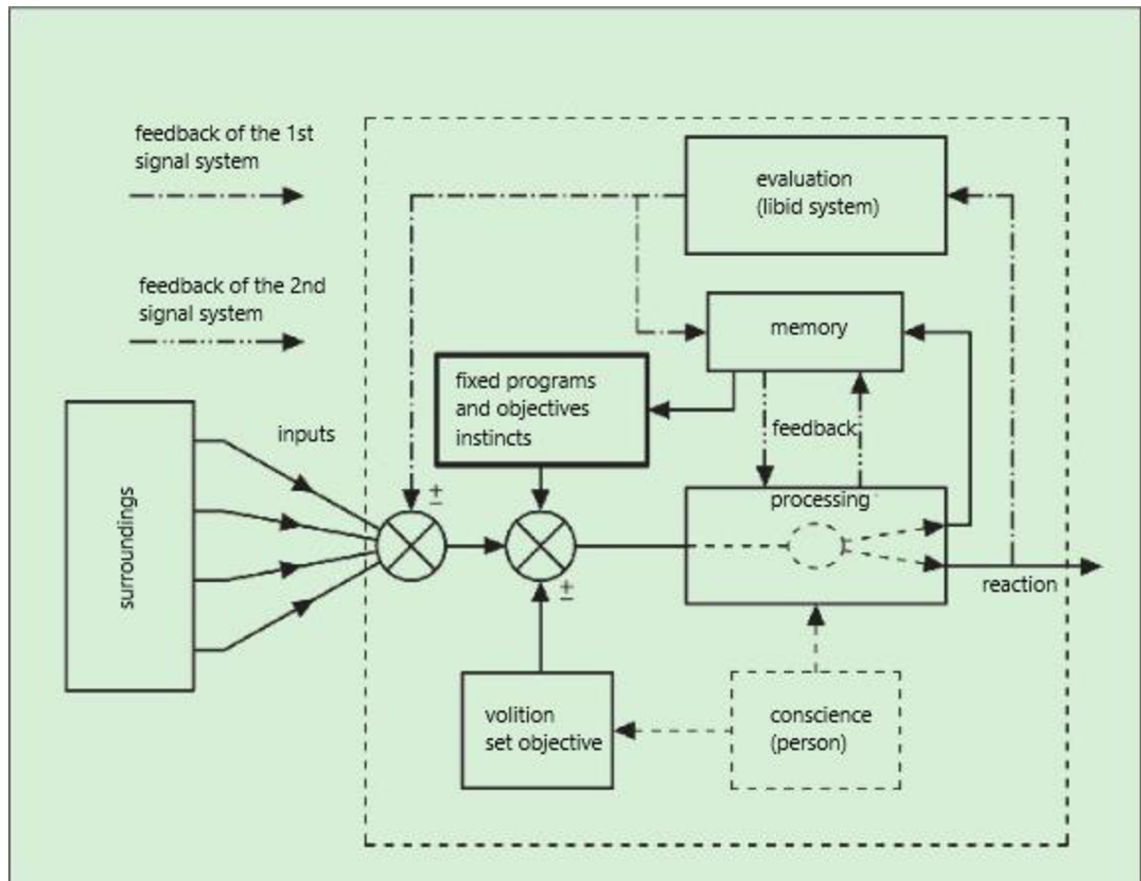 feedback of the 1st
signal system
evaluation
(libid system)
feedback of the 2nd
signal system
memory
fixed programs
and objectives
instincts
feedback
inputs
±
processing
surroundings
±
reaction
volition
set objective
conscience
(person)